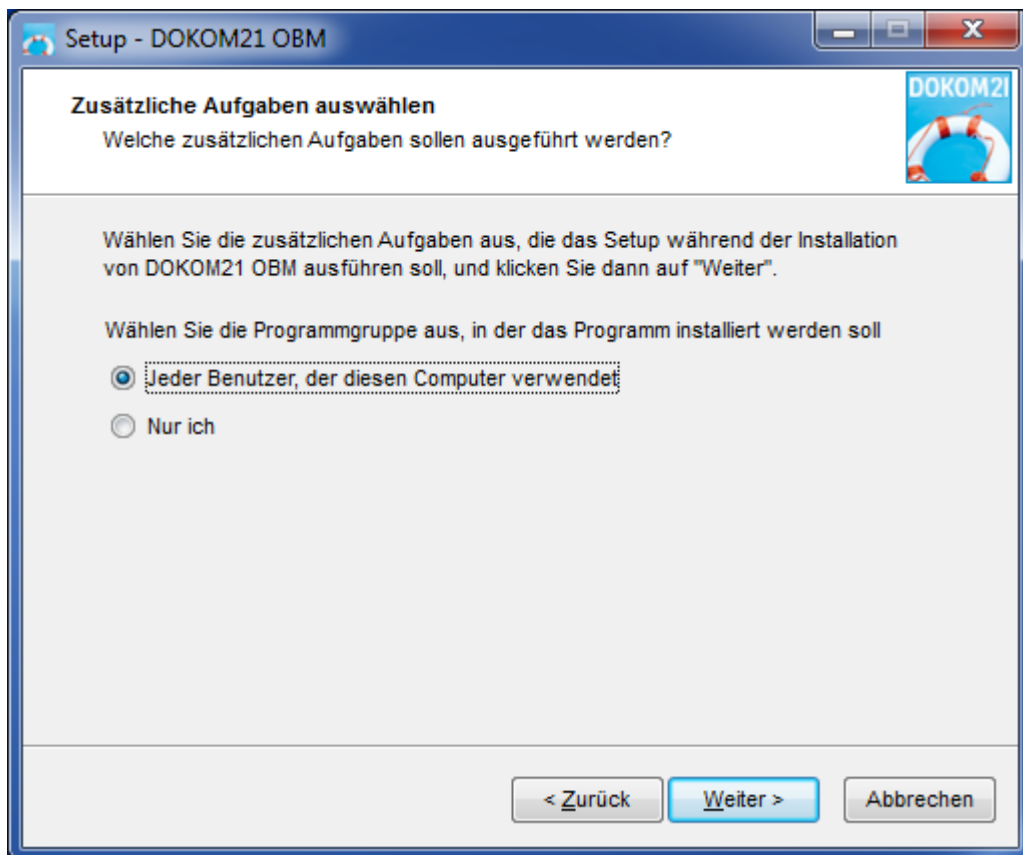 Setup - DOKOM21 OBM
Zusätzliche Aufgaben auswählen
DOKOM21
Welche zusätzlichen Aufgaben sollen ausgeführt werden?
Wählen Sie die zusätzlichen Aufgaben aus, die das Setup während der Installation
von DOKOM21 OBM ausführen soll, und klicken Sie dann auf "Weiter".
Wählen Sie die Programmgruppe aus, in der das Programm installiert werden soll
Jeder Benutzer, der diesen Computer verwendet
Nur ich
< Zurück
Weiter >
Abbrechen